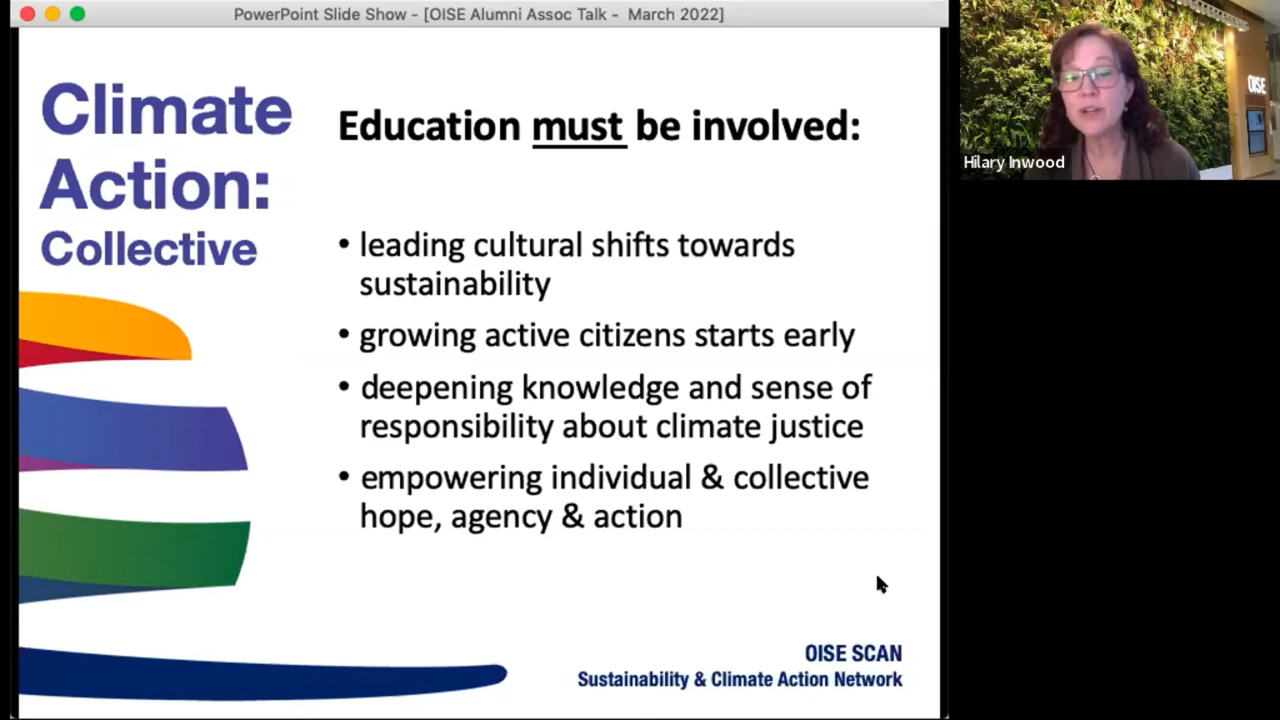 PowerPoint Slide Show - [OISE Alumni Assoc Talk - March 2022]
Climate
Action:
Collective
Education must be involved:
• leading cultural shifts towards
sustainability
• growing active citizens starts early
• deepening knowledge and sense of
responsibility about climate justice
• empowering individual & collective
hope, agency & action
OISE SCAN
Sustainability & Climate Action Network
OISE
Hilary Inwood